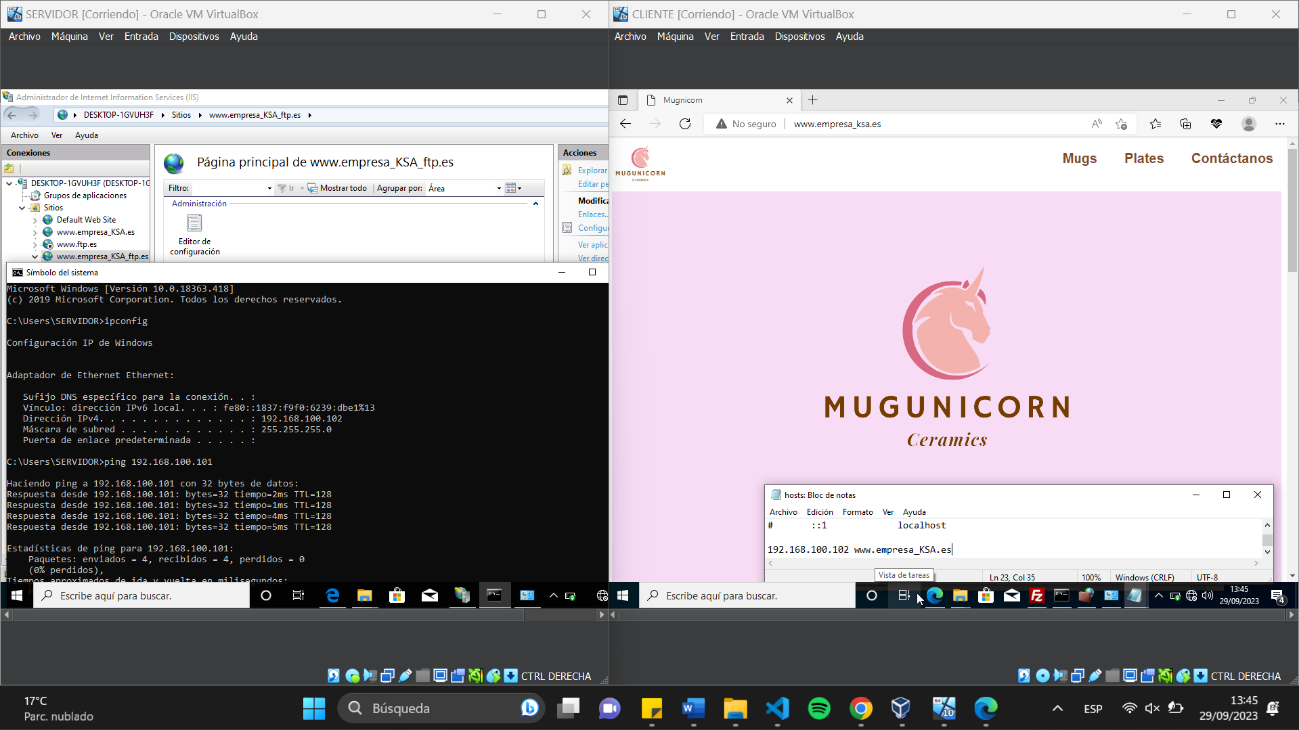 SERVIDOR [Corriendo] - Oracle VM VirtualBox
Archivo Máquina Ver Entrada Dispositivos Ayuda
Administrador de Internet Information Services (IIS)
DESKTOP-1GVUH3F Sitios www.empresa_KSA_ftp.es
Archivo Ver Ayuda
Conexiones
DESKTOP-1GVUH3F (DESKTOP-1G
Grupos de aplicaciones
Sitios
Default Web Site
www.empresa_KSA.es
www.ftp.es
www.empresa_KSA_ftp.es
Página principal de www.empresa_KSA_ftp.es
Filtro: Ir Mostrar todo Agrupar por: Área
Administración
Editor de
configuración
Acciones
Explorar
Editar pe
Modifica
Enlaces..
Configu
Ver aplic
Ver direc
Símbolo del sistema
Microsoft Windows [Versión 10.0.18363.418]
(c) 2019 Microsoft Corporation. Todos los derechos reservados.
C:\Users\SERVIDOR>ipconfig
Configuración IP de Windows
Adaptador de Ethernet Ethernet:
Sufijo DNS específico para la conexión. . :
Vínculo: dirección IPv6 local. . . : fe80::1837:f9f0:6239:dbe1%13
Dirección IPv4. . . . . . . . . . . . . . : 192.168.100.102
Máscara de subred . . . . . . . . . . . . : 255.255.255.0
Puerta de enlace predeterminada . . . . . :
C:\Users\SERVIDOR>ping 192.168.100.101
Haciendo ping a 192.168.100.101 con 32 bytes de datos:
Respuesta desde 192.168.100.101: bytes=32 tiempo=2ms TTL=128
Respuesta desde 192.168.100.101: bytes=32 tiempo=1ms TTL=128
Respuesta desde 192.168.100.101: bytes=32 tiempo=4ms TTL=128
Respuesta desde 192.168.100.101: bytes=32 tiempo=5ms TTL=128
Estadísticas de ping para 192.168.100.101:
Paquetes: enviados = 4, recibidos = 4, perdidos = 0
(0% perdidos),
Tiempos aproximados de ida y vuelta en milisegundos:
Escribe aquí para buscar.
CTRL DERECHA
CLIENTE [Corriendo] - Oracle VM VirtualBox
Archivo Máquina Ver Entrada Dispositivos Ayuda
Mugnicorn
No seguro www.empresa_ksa.es
MUGUNICORN
CERAMICS
Mugs Plates Contáctanos
MUGUNICORN
Ceramics
hosts: Bloc de notas
Archivo Edición Formato Ver Ayuda
# ::1 localhost
192.168.100.102 www.empresa_KSA.es
Vista de tareas
Ln 23, Col 35 100% Windows (CRLF) UTF-8
Escribe aquí para buscar.
13:45
29/09/2023
4
CTRL DERECHA
17°C
Parc. nublado
Búsqueda
ESP
13:45
29/09/2023